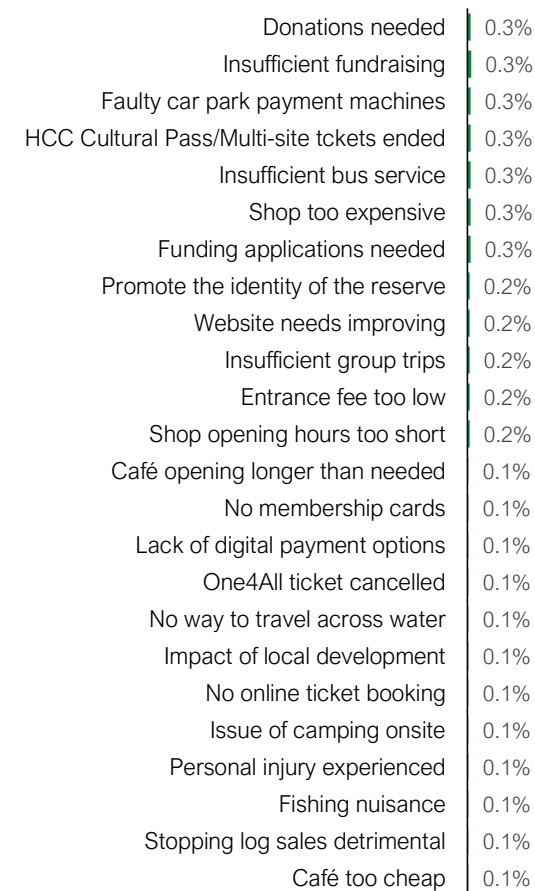 Donations needed 0.3%
Insufficient fundraising 0.3%
Faulty car park payment machines 0.3%
HCC Cultural Pass/Multi-site tckets ended 0.3%
Insufficient bus service 0.3%
Shop too expensive 0.3%
Funding applications needed 0.3%
Promote the identity of the reserve 0.2%
Website needs improving 0.2%
Insufficient group trips 0.2%
Entrance fee too low 0.2%
Shop opening hours too short 0.2%
Café opening longer than needed 0.1%
No membership cards 0.1%
Lack of digital payment options 0.1%
One4All ticket cancelled 0.1%
No way to travel across water 0.1%
Impact of local development 0.1%
No online ticket booking 0.1%
Issue of camping onsite 0.1%
Personal injury experienced 0.1%
Fishing nuisance 0.1%
Stopping log sales detrimental 0.1%
Café too cheap 0.1%